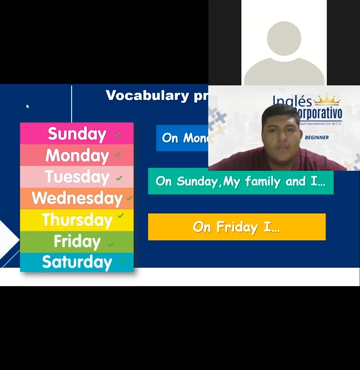 Vocabulary pr
Inglés
orporativo
BEGINNER
Sunday
Monday
Tuesday
Wednesday
Thursday
Friday
Saturday
On Mon
On Sunday,My family and I...
On Friday I...